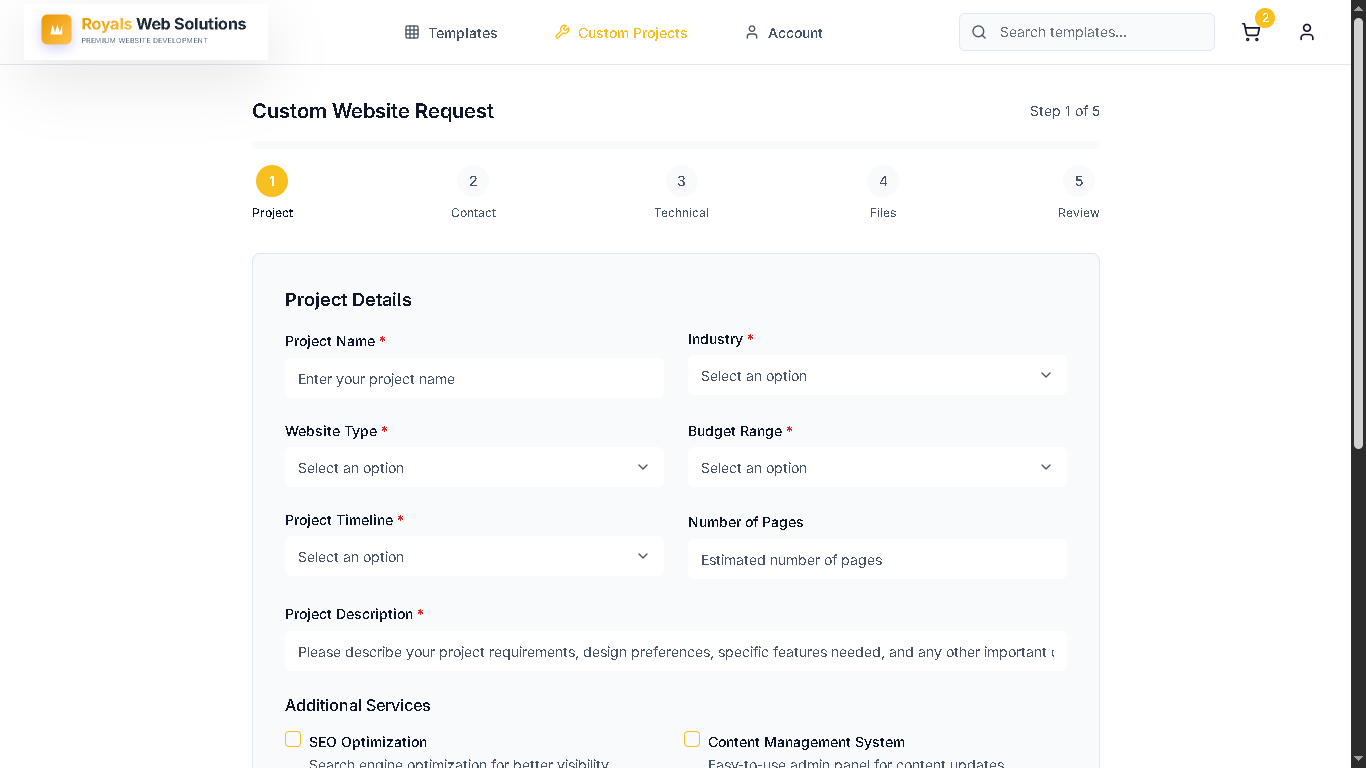 Royals Web Solutions
PREMIUM WEBSITE DEVELOPMENT
Templates
Custom Projects
Account
Search templates...
2
Custom Website Request
Step 1 of 5
1
2
3
4
5
Project
Contact
Technical
Files
Review
Project Details
Project Name *
Industry *
Enter your project name
Select an option
Website Type *
Budget Range *
Select an option
Select an option
Project Timeline *
Number of Pages
Select an option
Estimated number of pages
Project Description *
Please describe your project requirements, design preferences, specific features needed, and any other important
Additional Services
SEO Optimization
Content Management System
Search engine optimization for better visibility
Easy-to-use admin panel for content updates